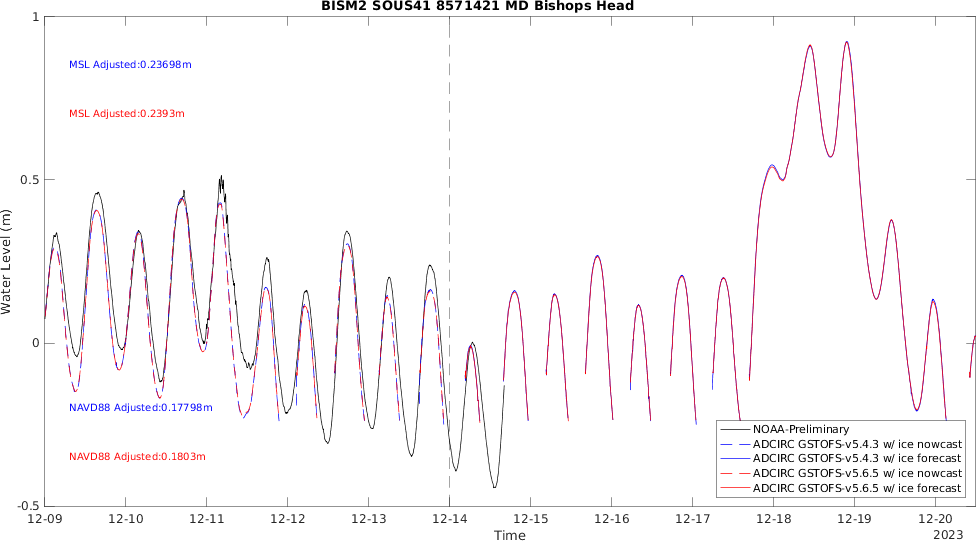 BISM2 SOUS41 8571421 MD Bishops Head
1
MSL Adjusted:0.23698m
MSL Adjusted:0.2393m
0.5
Water Level (m)
0
NAVD88 Adjusted:0.17798m
NAVD88 Adjusted:0.1803m
NOAA-Preliminary
ADCIRC GSTOFS-v5.4.3 w/ ice nowcast
ADCIRC GSTOFS-v5.4.3 w/ ice forecast
ADCIRC GSTOFS-v5.6.5 w/ ice nowcast
ADCIRC GSTOFS-v5.6.5 w/ ice forecast
-0.5
12-09 12-10 12-11 12-12 12-13 12-14 12-15 12-16 12-17 12-18 12-19 12-20
Time 2023